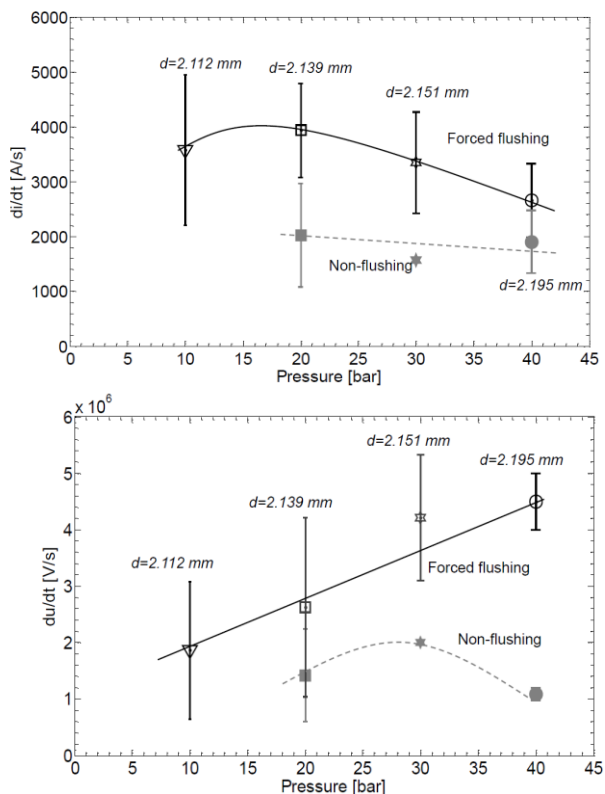 6000
5000
4000
3000
2000
1000
0
di/dt [A/s]
d=2.112 mm
d=2.139 mm
d=2.151 mm
Forced flushing
Non-flushing
d=2.195 mm
0 5 10 15 20 25 30 35 40 45
Pressure [bar]
x 10^6
6
5
4
3
2
1
0
du/dt [V/s]
d=2.151 mm
d=2.195 mm
d=2.139 mm
d=2.112 mm
Forced flushing
Non-flushing
0 5 10 15 20 25 30 35 40 45
Pressure [bar]